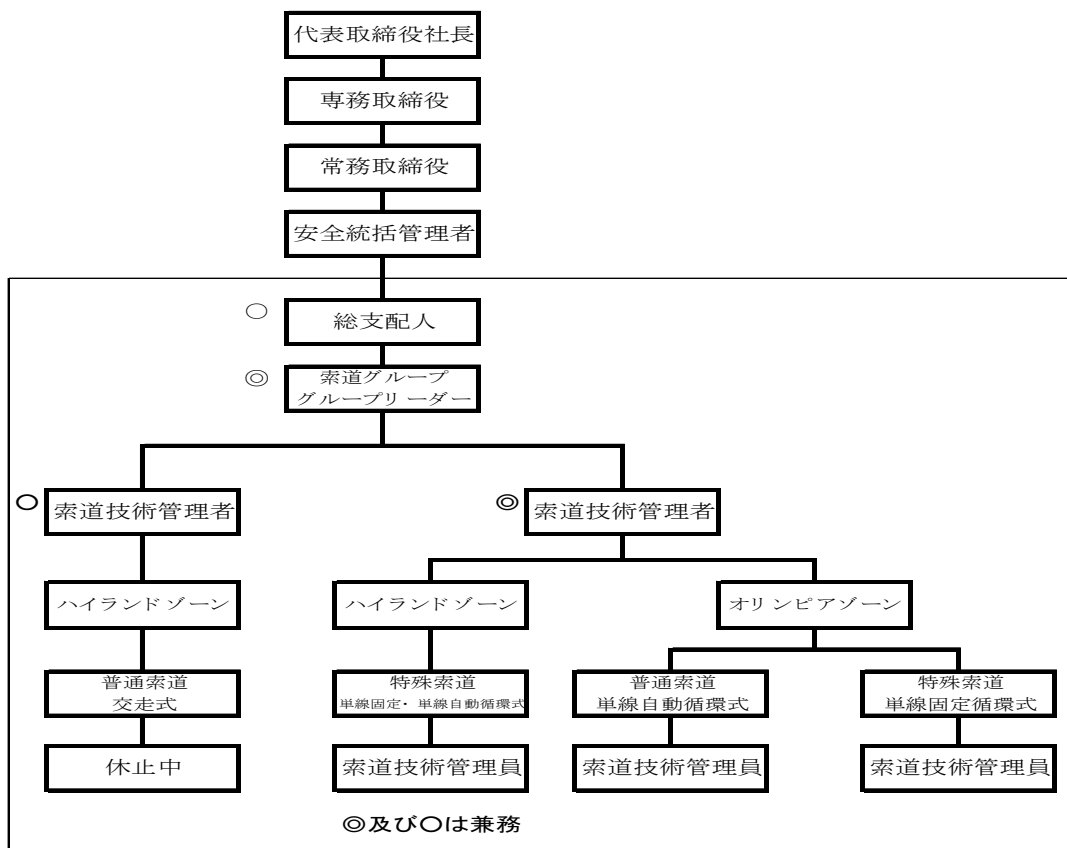 代表取締役社長
専務取締役
常務取締役
安全統括管理者
○
総支配人
◎
索道グループ
グループリーダー
○
索道技術管理者
◎
索道技術管理者
ハイランドゾーン
ハイランドゾーン
オリンピアゾーン
普通索道
交走式
特殊索道
単線固定・単線自動循環式
普通索道
単線自動循環式
特殊索道
単線固定循環式
休止中
索道技術管理員
索道技術管理員
索道技術管理員
◎及び○は兼務